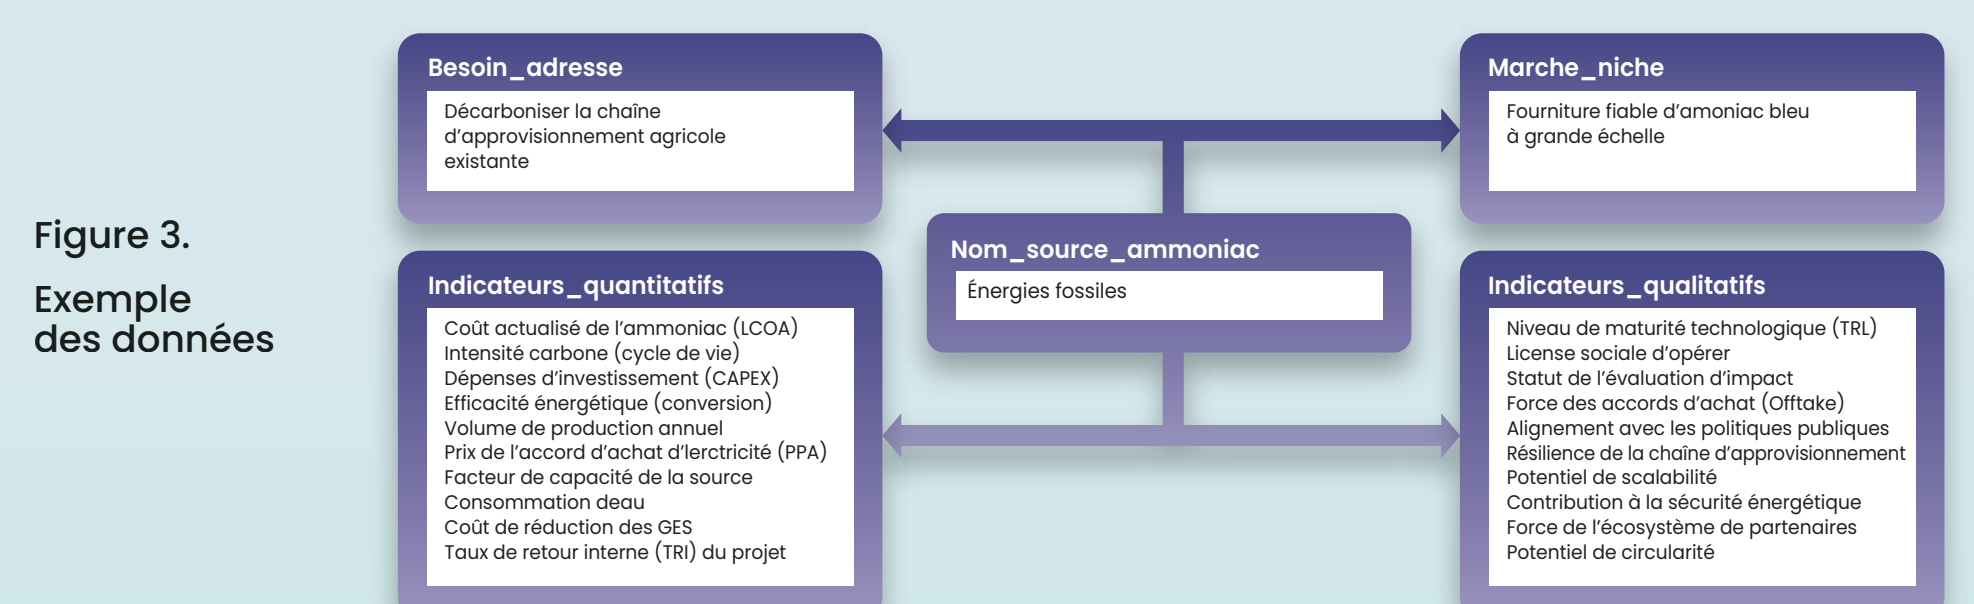 Figure 3.
Exemple
des données
Besoin_adresse
Décarboniser la chaîne
d'approvisionnement agricole
existante
Marche_niche
Fourniture fiable d'amoniac bleu
à grande échelle
Nom_source_ammoniac
Énergies fossiles
Indicateurs_quantitatifs
Coût actualisé de l'ammoniac (LCOA)
Intensité carbone (cycle de vie)
Dépenses d'investissement (CAPEX)
Efficacité énergétique (conversion)
Volume de production annuel
Prix de l'accord d'achat d'lerctricité (PPA)
Facteur de capacité de la source
Consommation deau
Coût de réduction des GES
Taux de retour interne (TRI) du projet
Indicateurs_qualitatifs
Niveau de maturité technologique (TRL)
License sociale d'opérer
Statut de l'évaluation d'impact
Force des accords d'achat (Offtake)
Alignement avec les politiques publiques
Résilience de la chaîne d'approvisionnement
Potentiel de scalabilité
Contribution à la sécurité énergétique
Force de l'écosystème de partenaires
Potentiel de circularité